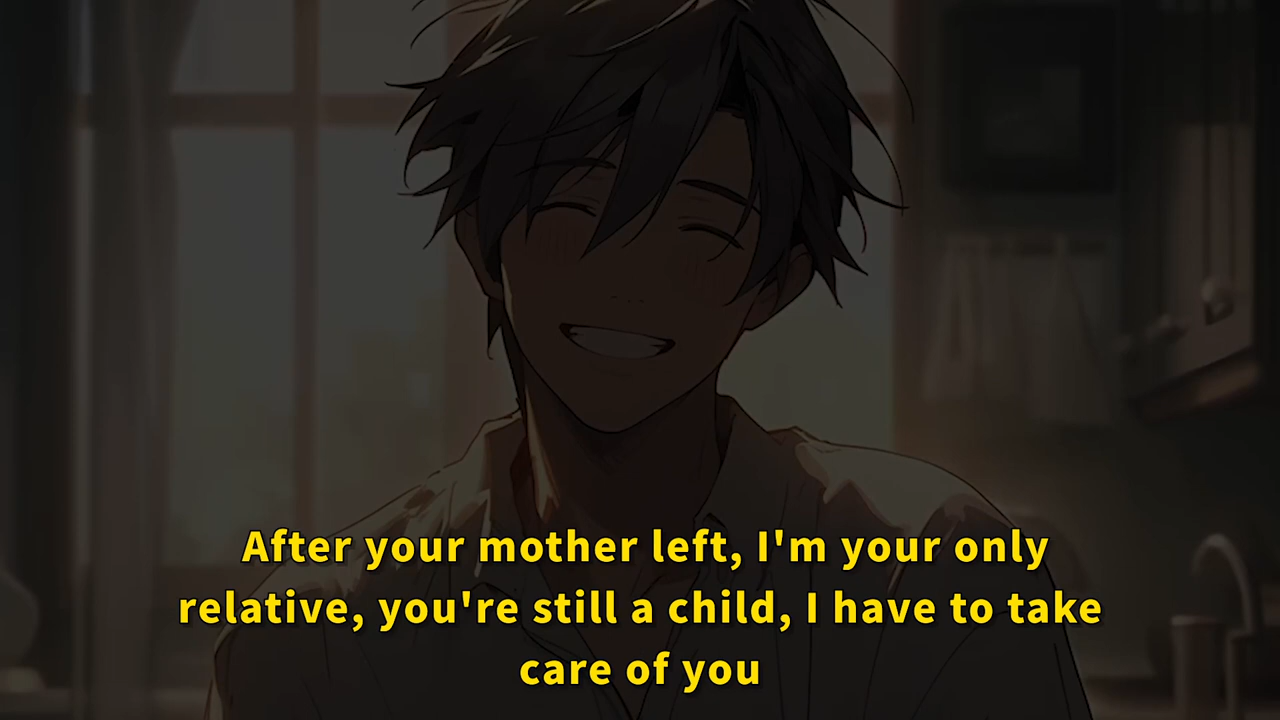 After your mother left, I'm your only
relative, you're still a child, I have to take
care of you